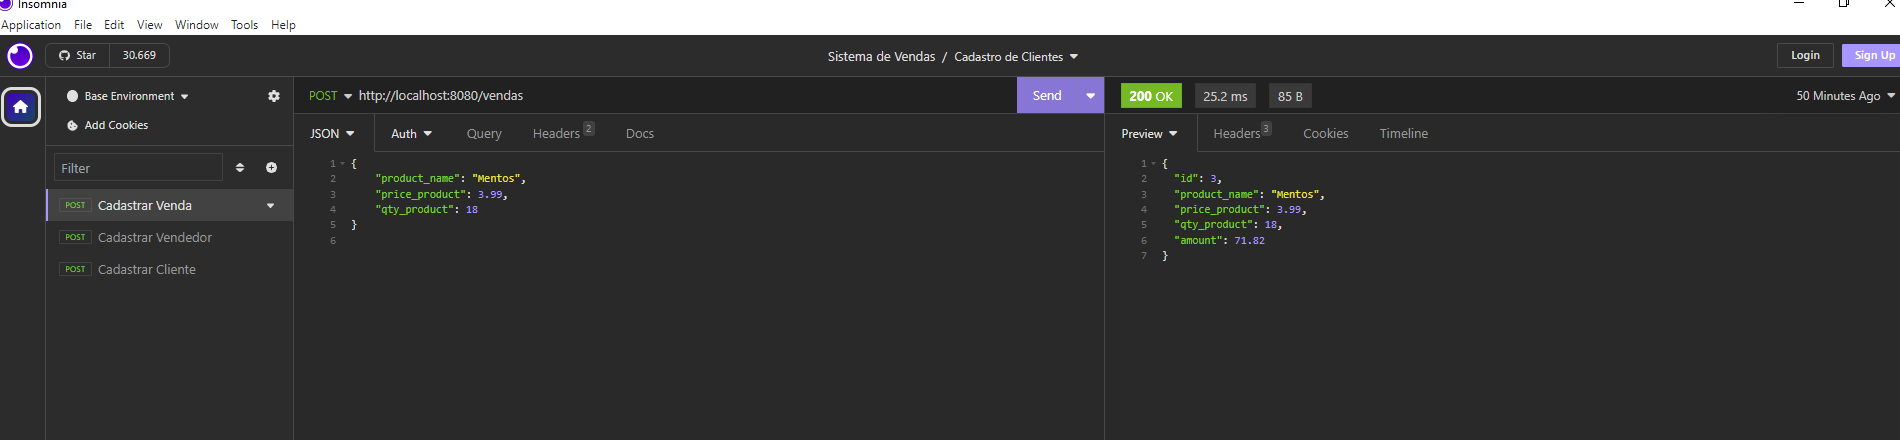 Insomnia
Application File Edit View Window Tools Help
Star 30.669
Sistema de Vendas / Cadastro de Clientes
Login Sign Up
Base Environment
Add Cookies
Filter
POST Cadastrar Venda
POST Cadastrar Vendedor
POST Cadastrar Cliente
POST http://localhost:8080/vendas
Send
JSON Auth Query Headers 2 Docs
1 {
2 "product_name": "Mentos",
3 "price_product": 3.99,
4 "qty_product": 18
5 }
6
200 OK 25.2 ms 85 B 50 Minutes Ago
Preview Headers 3 Cookies Timeline
1 {
2 "id": 3,
3 "product_name": "Mentos",
4 "price_product": 3.99,
5 "qty_product": 18,
6 "amount": 71.82
7 }